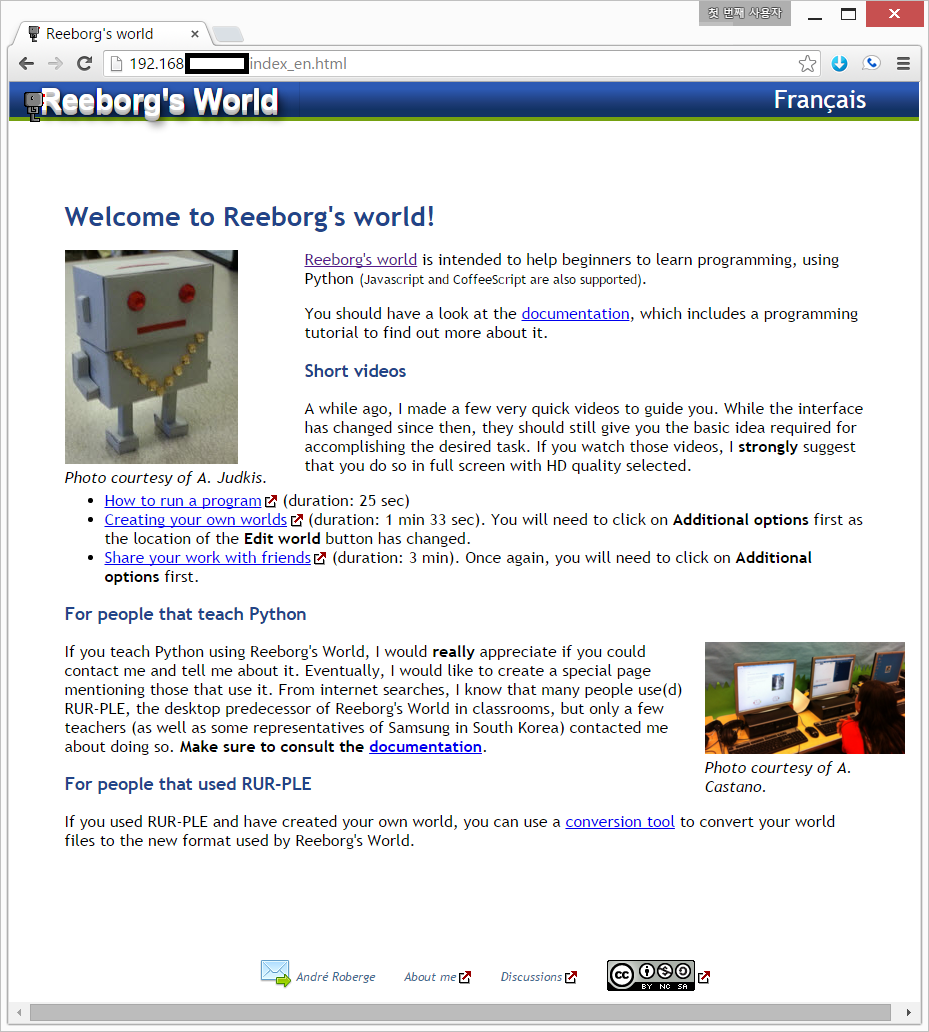 첫 번째 사용자
Reeborg's world
192.168
index_en.html
Reeborg's World
Français
Welcome to Reeborg's world!
Reeborg's world is intended to help beginners to learn programming, using
Python (Javascript and CoffeeScript are also supported).
You should have a look at the documentation, which includes a programming
tutorial to find out more about it.
Short videos
A while ago, I made a few very quick videos to guide you. While the interface
has changed since then, they should still give you the basic idea required for
accomplishing the desired task. If you watch those videos, I strongly suggest
that you do so in full screen with HD quality selected.
Photo courtesy of A. Judkis.
• How to run a program (duration: 25 sec)
• Creating your own worlds (duration: 1 min 33 sec). You will need to click on Additional options first as
the location of the Edit world button has changed.
• Share your work with friends (duration: 3 min). Once again, you will need to click on Additional
options first.
For people that teach Python
If you teach Python using Reeborg's World, I would really appreciate if you could
contact me and tell me about it. Eventually, I would like to create a special page
mentioning those that use it. From internet searches, I know that many people use(d)
RUR-PLE, the desktop predecessor of Reeborg's World in classrooms, but only a few
teachers (as well as some representatives of Samsung in South Korea) contacted me
about doing so. Make sure to consult the documentation.
Photo courtesy of A.
Castano.
For people that used RUR-PLE
If you used RUR-PLE and have created your own world, you can use a conversion tool to convert your world
files to the new format used by Reeborg's World.
André Roberge
About me
Discussions
cc
BY NC SA